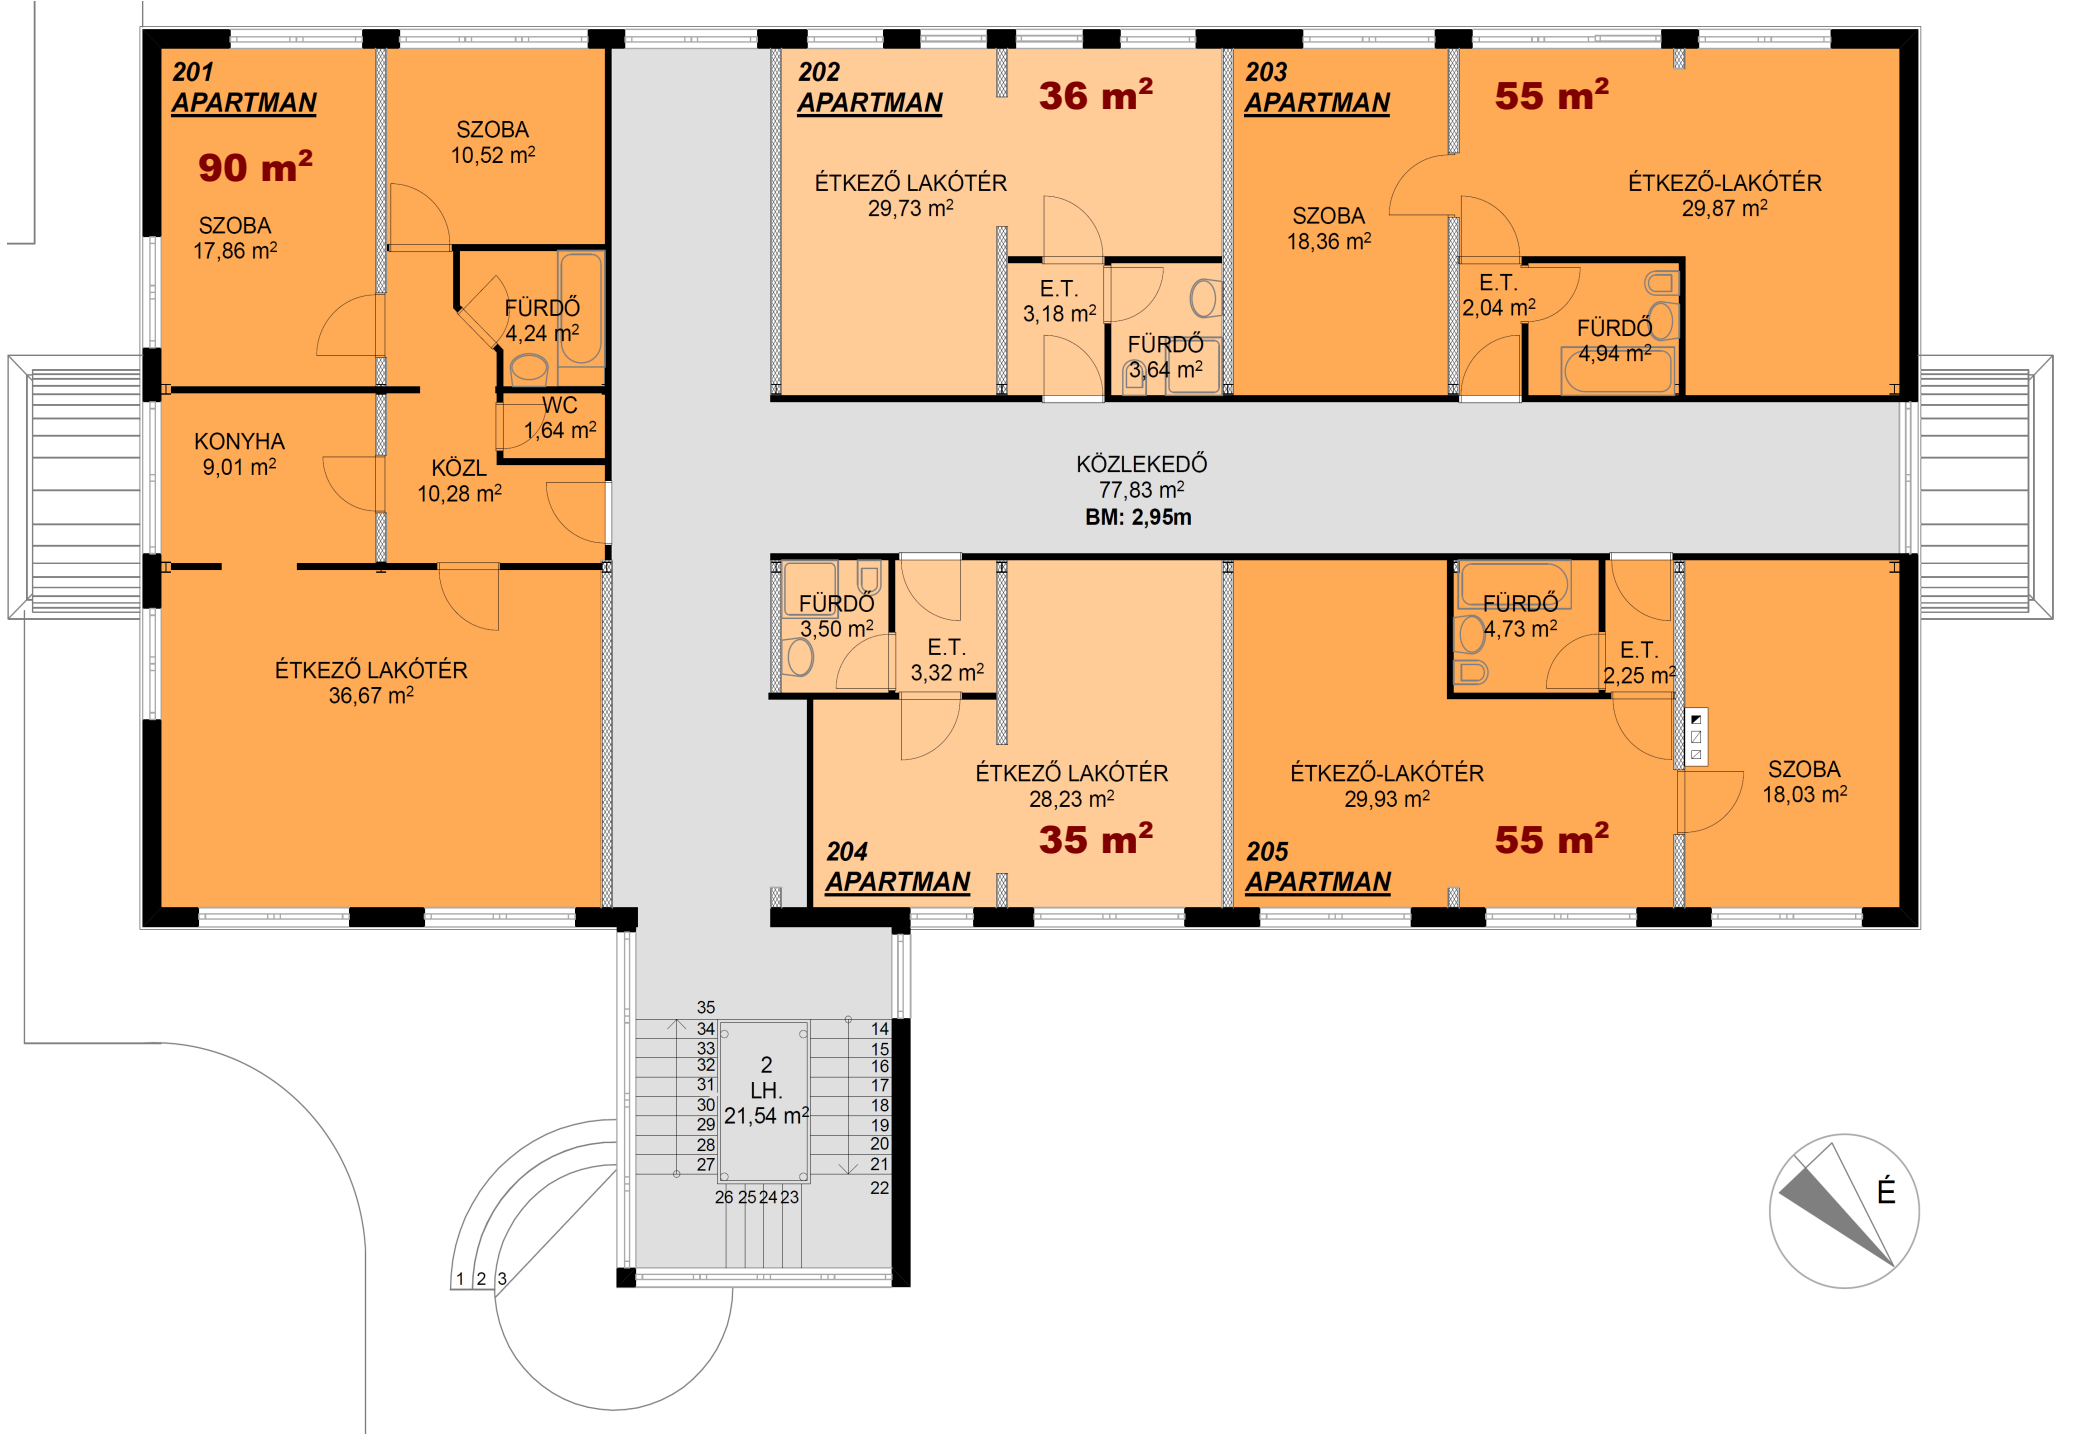 201
APARTMAN
90 m²
SZOBA
17,86 m²
SZOBA
10,52 m²
FÜRDŐ
4,24 m²
WC
1,64 m²
KONYHA
9,01 m²
KÖZL
10,28 m²
ÉTKEZŐ LAKÓTÉR
36,67 m²
202
APARTMAN
36 m²
ÉTKEZŐ LAKÓTÉR
29,73 m²
E.T.
3,18 m²
FÜRDŐ
3,64 m²
203
APARTMAN
55 m²
SZOBA
18,36 m²
ÉTKEZŐ-LAKÓTÉR
29,87 m²
E.T.
2,04 m²
FÜRDŐ
4,94 m²
KÖZLEKEDŐ
77,83 m²
BM: 2,95m
FÜRDŐ
3,50 m²
E.T.
3,32 m²
ÉTKEZŐ LAKÓTÉR
28,23 m²
35 m²
204
APARTMAN
FÜRDŐ
4,73 m²
E.T.
2,25 m²
ÉTKEZŐ-LAKÓTÉR
29,93 m²
55 m²
205
APARTMAN
SZOBA
18,03 m²
35
34
33
32
31
30
29
28
27
26 25 24 23
14
15
16
17
18
19
20
21
22
2
LH.
21,54 m²
1 2 3
É